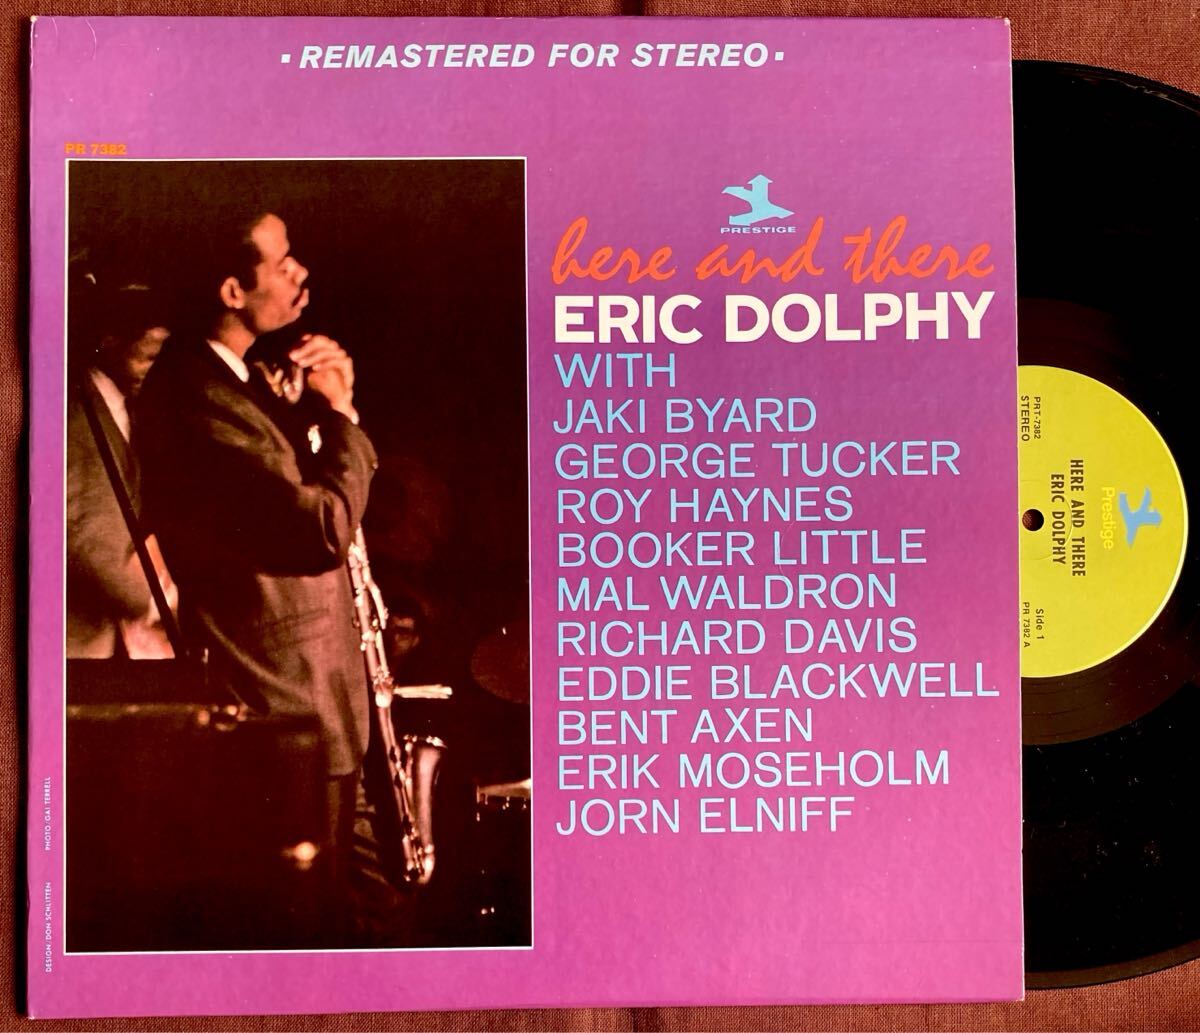 ▪ REMASTERED FOR STEREO ▪
PR 7382
PRESTIGE
here and there
ERIC DOLPHY
WITH
JAKI BYARD
GEORGE TUCKER
ROY HAYNES
BOOKER LITTLE
MAL WALDRON
RICHARD DAVIS
EDDIE BLACKWELL
BENT AXEN
ERIK MOSEHOLM
JORN ELNIFF
DESIGN/DON SCHLITTEN
PHOTO/GAI TERRELL
Prestige
HERE AND THERE
ERIC DOLPHY
PRT-7382
STEREO
Side 1
PR 7382 A